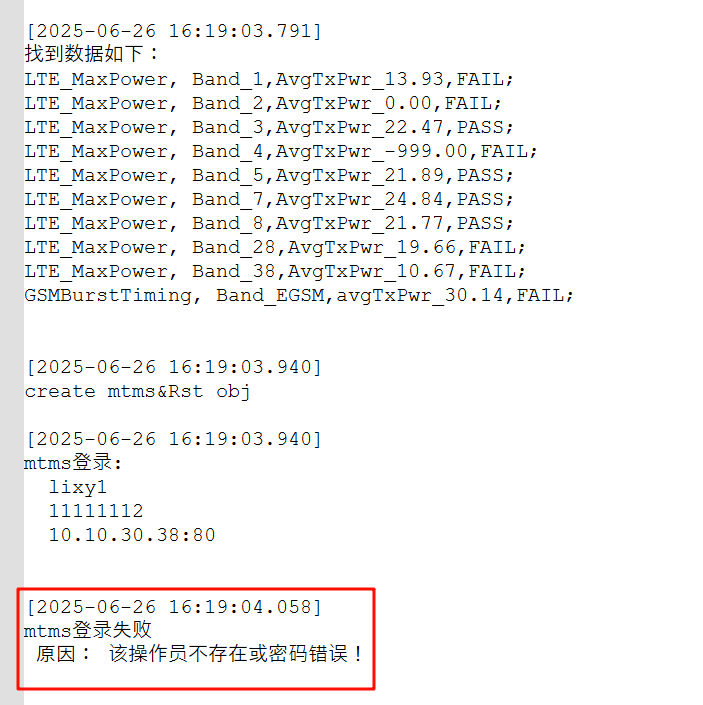 [2025-06-26 16:19:03.791]
找到数据如下：
LTE_MaxPower, Band_1,AvgTxPwr_13.93,FAIL;
LTE_MaxPower, Band_2,AvgTxPwr_0.00,FAIL;
LTE_MaxPower, Band_3,AvgTxPwr_22.47,PASS;
LTE_MaxPower, Band_4,AvgTxPwr_-999.00,FAIL;
LTE_MaxPower, Band_5,AvgTxPwr_21.89,PASS;
LTE_MaxPower, Band_7,AvgTxPwr_24.84,PASS;
LTE_MaxPower, Band_8,AvgTxPwr_21.77,PASS;
LTE_MaxPower, Band_28,AvgTxPwr_19.66,FAIL;
LTE_MaxPower, Band_38,AvgTxPwr_10.67,FAIL;
GSMBurstTiming, Band_EGSM,avgTxPwr_30.14,FAIL;
[2025-06-26 16:19:03.940]
create mtms&Rst obj
[2025-06-26 16:19:03.940]
mtms登录:
lixy1
11111112
10.10.30.38:80
[2025-06-26 16:19:04.058]
mtms登录失败
原因： 该操作员不存在或密码错误！